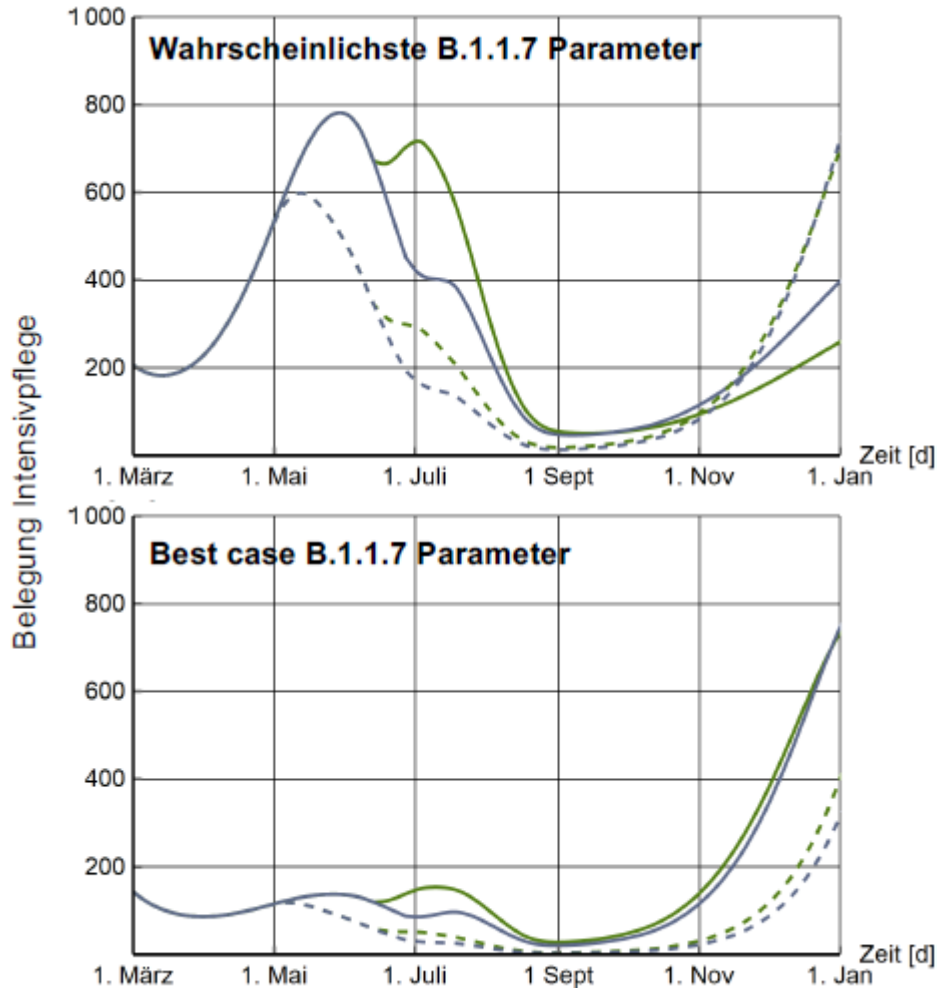 Belegung Intensivpflege
1000
Wahrscheinlichste B.1.1.7 Parameter
800
600
400
200
Zeit [d]
1. März 1. Mai 1. Juli 1 Sept 1. Nov 1. Jan
1000
Best case B.1.1.7 Parameter
800
600
400
200
Zeit [d]
1. März 1. Mai 1. Juli 1 Sept 1. Nov 1. Jan